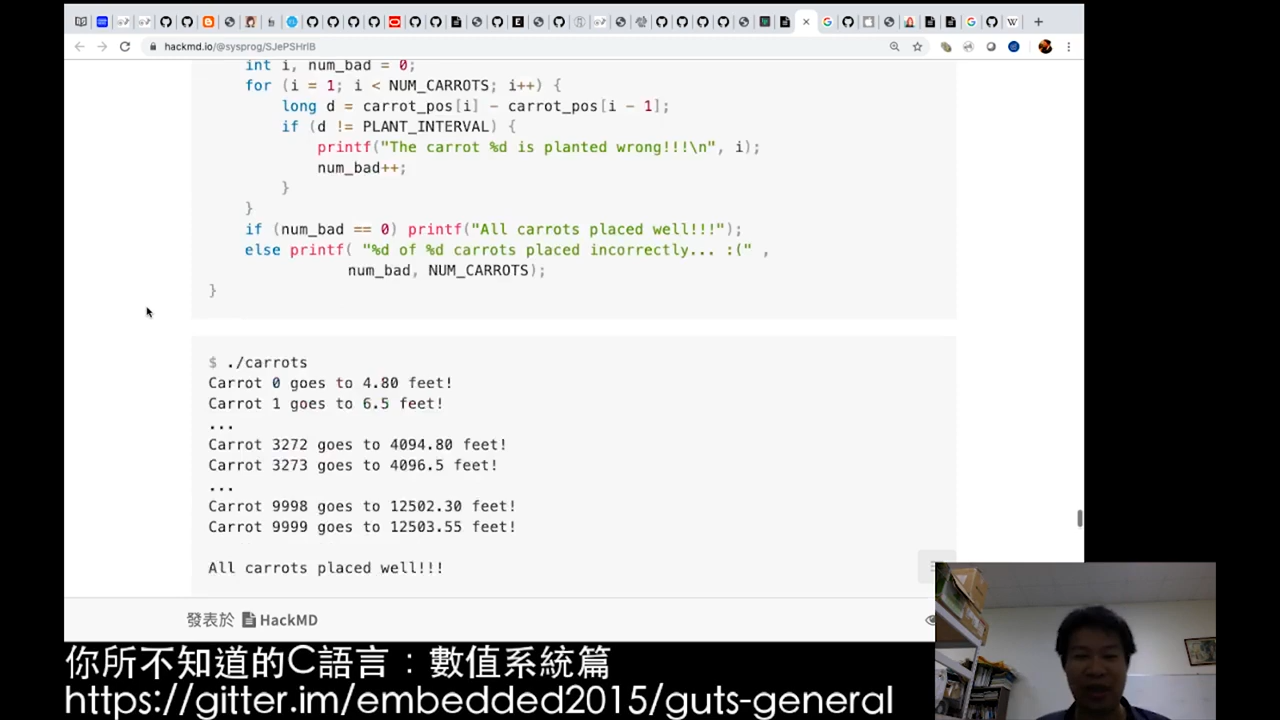 hackmd.io/@sysprog/SJePSHrlB
int i, num_bad = 0;
for (i = 1; i < NUM_CARROTS; i++) {
long d = carrot_pos[i] - carrot_pos[i - 1];
if (d != PLANT_INTERVAL) {
printf("The carrot %d is planted wrong!!!\n", i);
num_bad++;
}
}
if (num_bad == 0) printf("All carrots placed well!!!");
else printf( "%d of %d carrots placed incorrectly... :(" ,
num_bad, NUM_CARROTS);
}
$ ./carrots
Carrot 0 goes to 4.80 feet!
Carrot 1 goes to 6.5 feet!
...
Carrot 3272 goes to 4094.80 feet!
Carrot 3273 goes to 4096.5 feet!
...
Carrot 9998 goes to 12502.30 feet!
Carrot 9999 goes to 12503.55 feet!
All carrots placed well!!!
發表於 HackMD
你所不知道的C語言：數值系統篇
https://gitter.im/embedded2015/guts-general